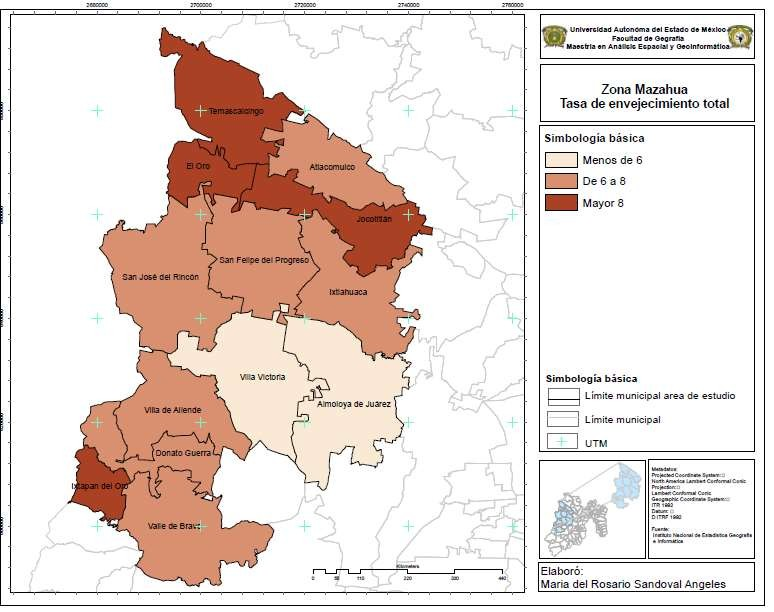 2680000 2700000 2720000 2740000 2760000
Temascalcingo
El Oro
Atlacomulco
Jocotitlán
San Felipe del Progreso
San José del Rincón
Ixtlahuaca
Villa Victoria
Almoloya de Juárez
Villa de Allende
Donato Guerra
Ixtapan del Oro
Valle de Bravo
Kilometers
0 55 110 220 330 440
Universidad Autonóma del Estado de México
Facultad de Gegrafía
Maestria en Análisis Espacial y Geoinformática
Zona Mazahua
Tasa de envejecimiento total
Simbología básica
Menos de 6
De 6 a 8
Mayor 8
Simbología básica
Límite municipal area de estudio
Límite municipal
UTM
Metadatos:
Projected Coordinate System:
North America Lambert Conformal Conic
Projection:
Lambert Conformal Conic
Geographic Coordinate System:
ITR 1992
Datum:
D ITRF 1992
Fuente:
Instituto Nacional de Estadística Geografía
e Informática
Elaboró:
Maria del Rosario Sandoval Angeles